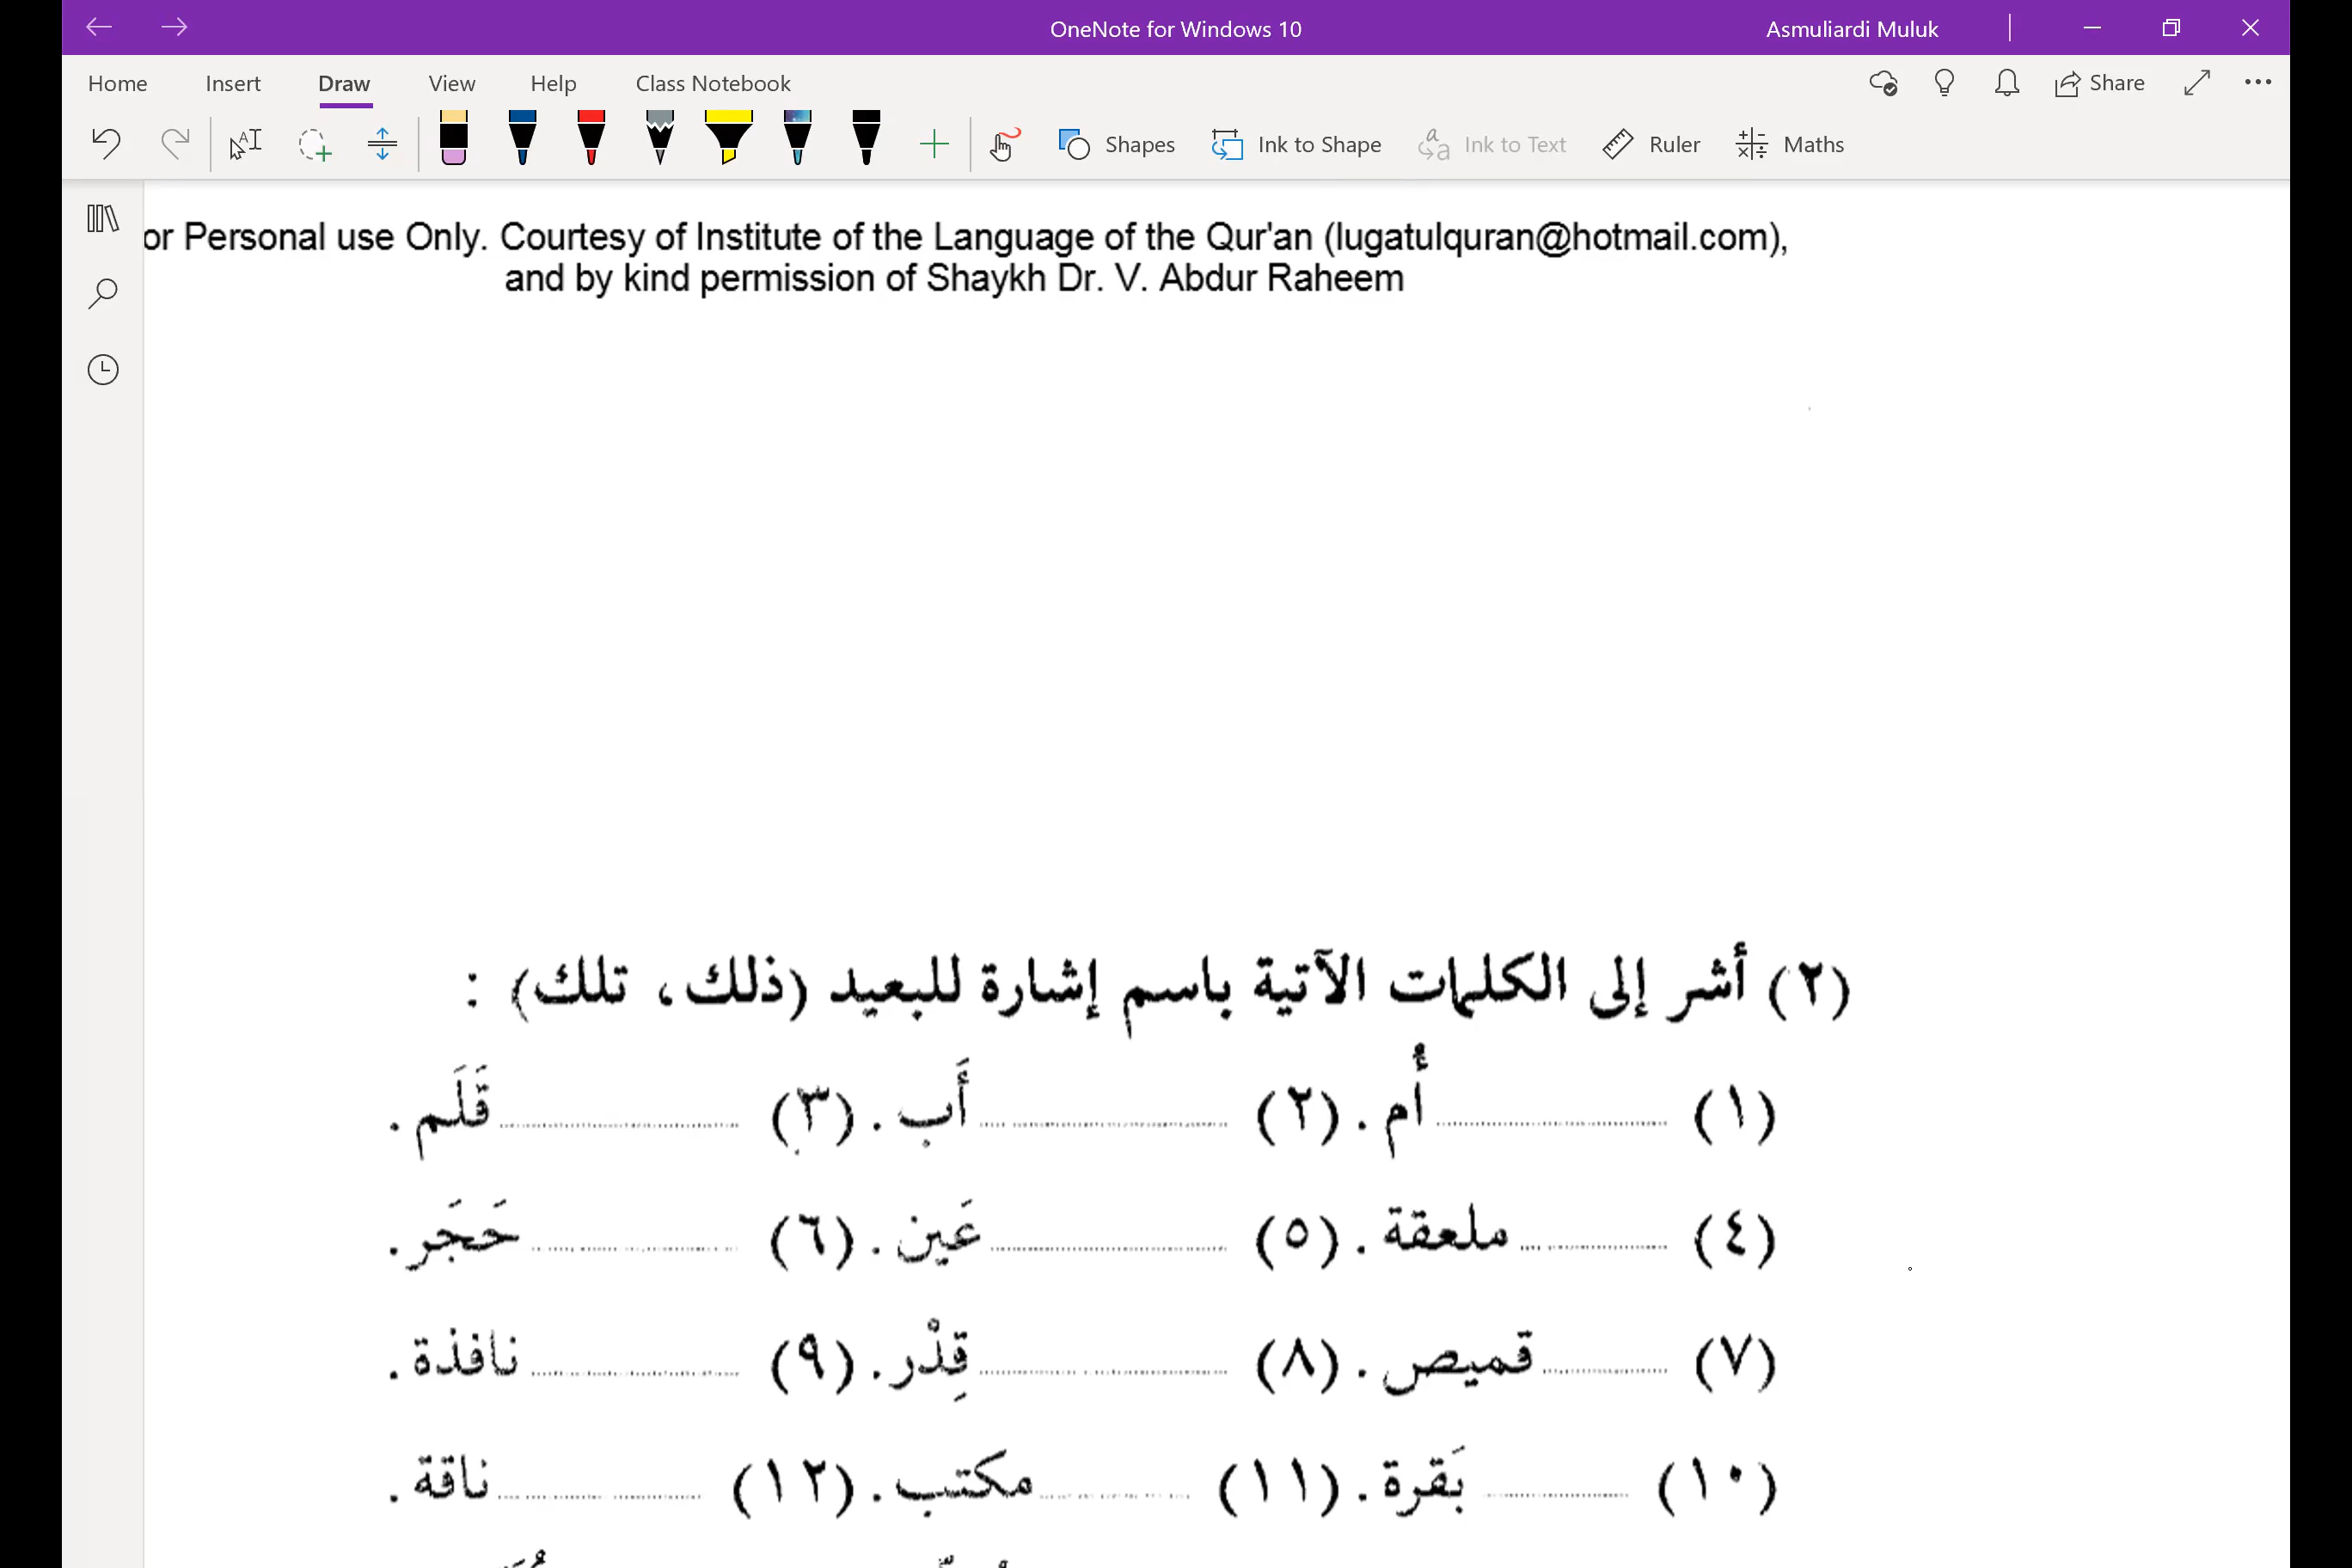 OneNote for Windows 10
Asmuliardi Muluk
Home Insert Draw View Help Class Notebook Share
Shapes Ink to Shape Ink to Text Ruler Maths
or Personal use Only. Courtesy of Institute of the Language of the Qur'an (lugatulquran@hotmail.com),
and by kind permission of Shaykh Dr. V. Abdur Raheem
(٢) أشر إلى الكلمات الآتية باسم إشارة للبعيد (ذلك، تلك) :
(١) ........ أُم . (٢) ........ أَب . (٣) ........ قَلَم .
(٤) ........ ملعقة . (٥) ........ عَين . (٦) ........ حَجَر .
(٧) ........ قميص . (٨) ........ قِدْر . (٩) ........ نافذة .
(١٠) ........ بَقرة . (١١) ........ مكتب . (١٢) ........ ناقة .